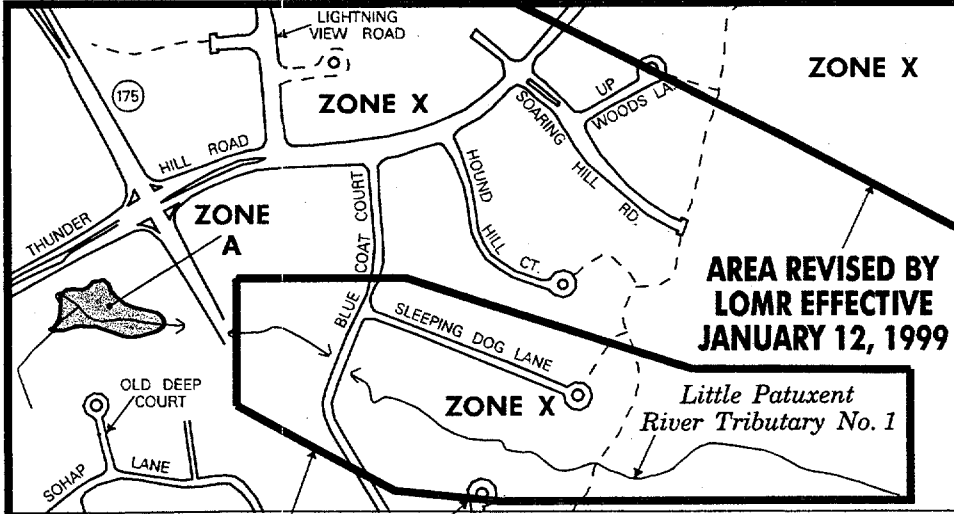 LIGHTNING
VIEW ROAD
ZONE X
ZONE X
175
UP
WOODS LA
SOARING
HILL
RD.
THUNDER
HILL ROAD
HOUND
HILL
CT.
ZONE
A
BLUE
COAT COURT
AREA REVISED BY
LOMR EFFECTIVE
JANUARY 12, 1999
SLEEPING DOG LANE
ZONE X
Little Patuxent
River Tributary No. 1
OLD DEEP
COURT
SOHAP
LANE